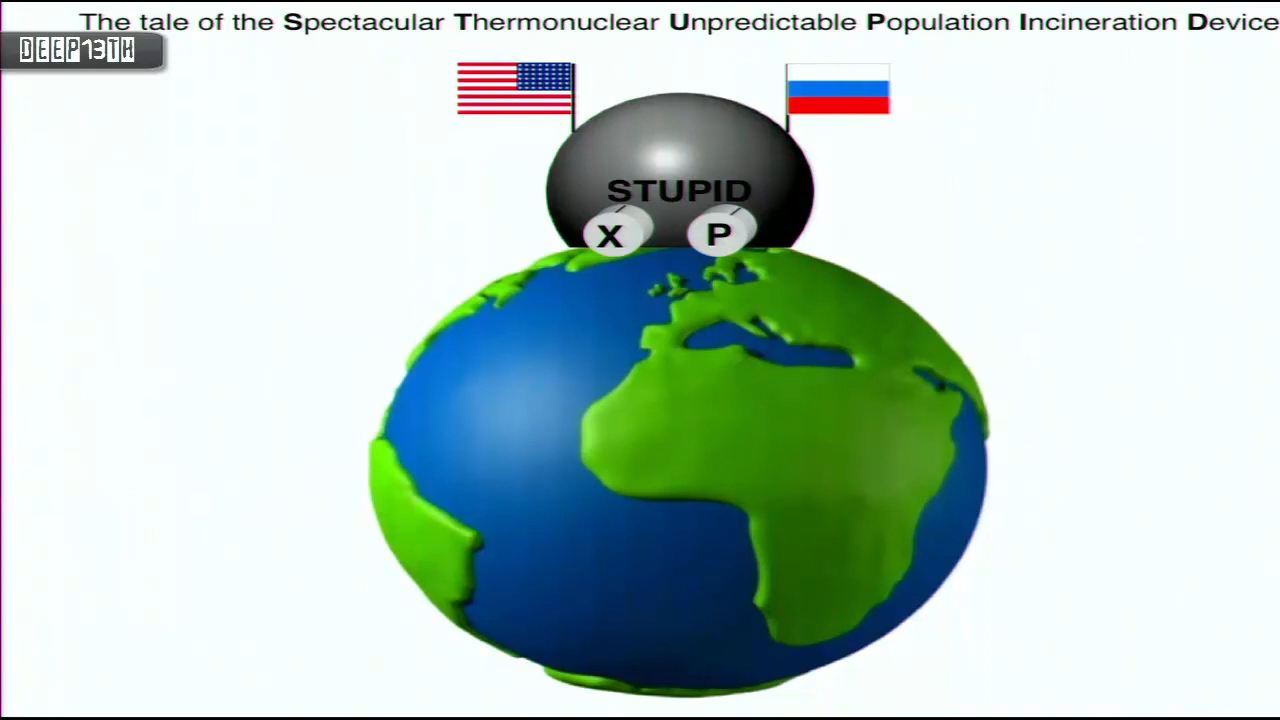 The tale of the Spectacular Thermonuclear Unpredictable Population Incineration Device
DEEP13TH
STUPID
X P